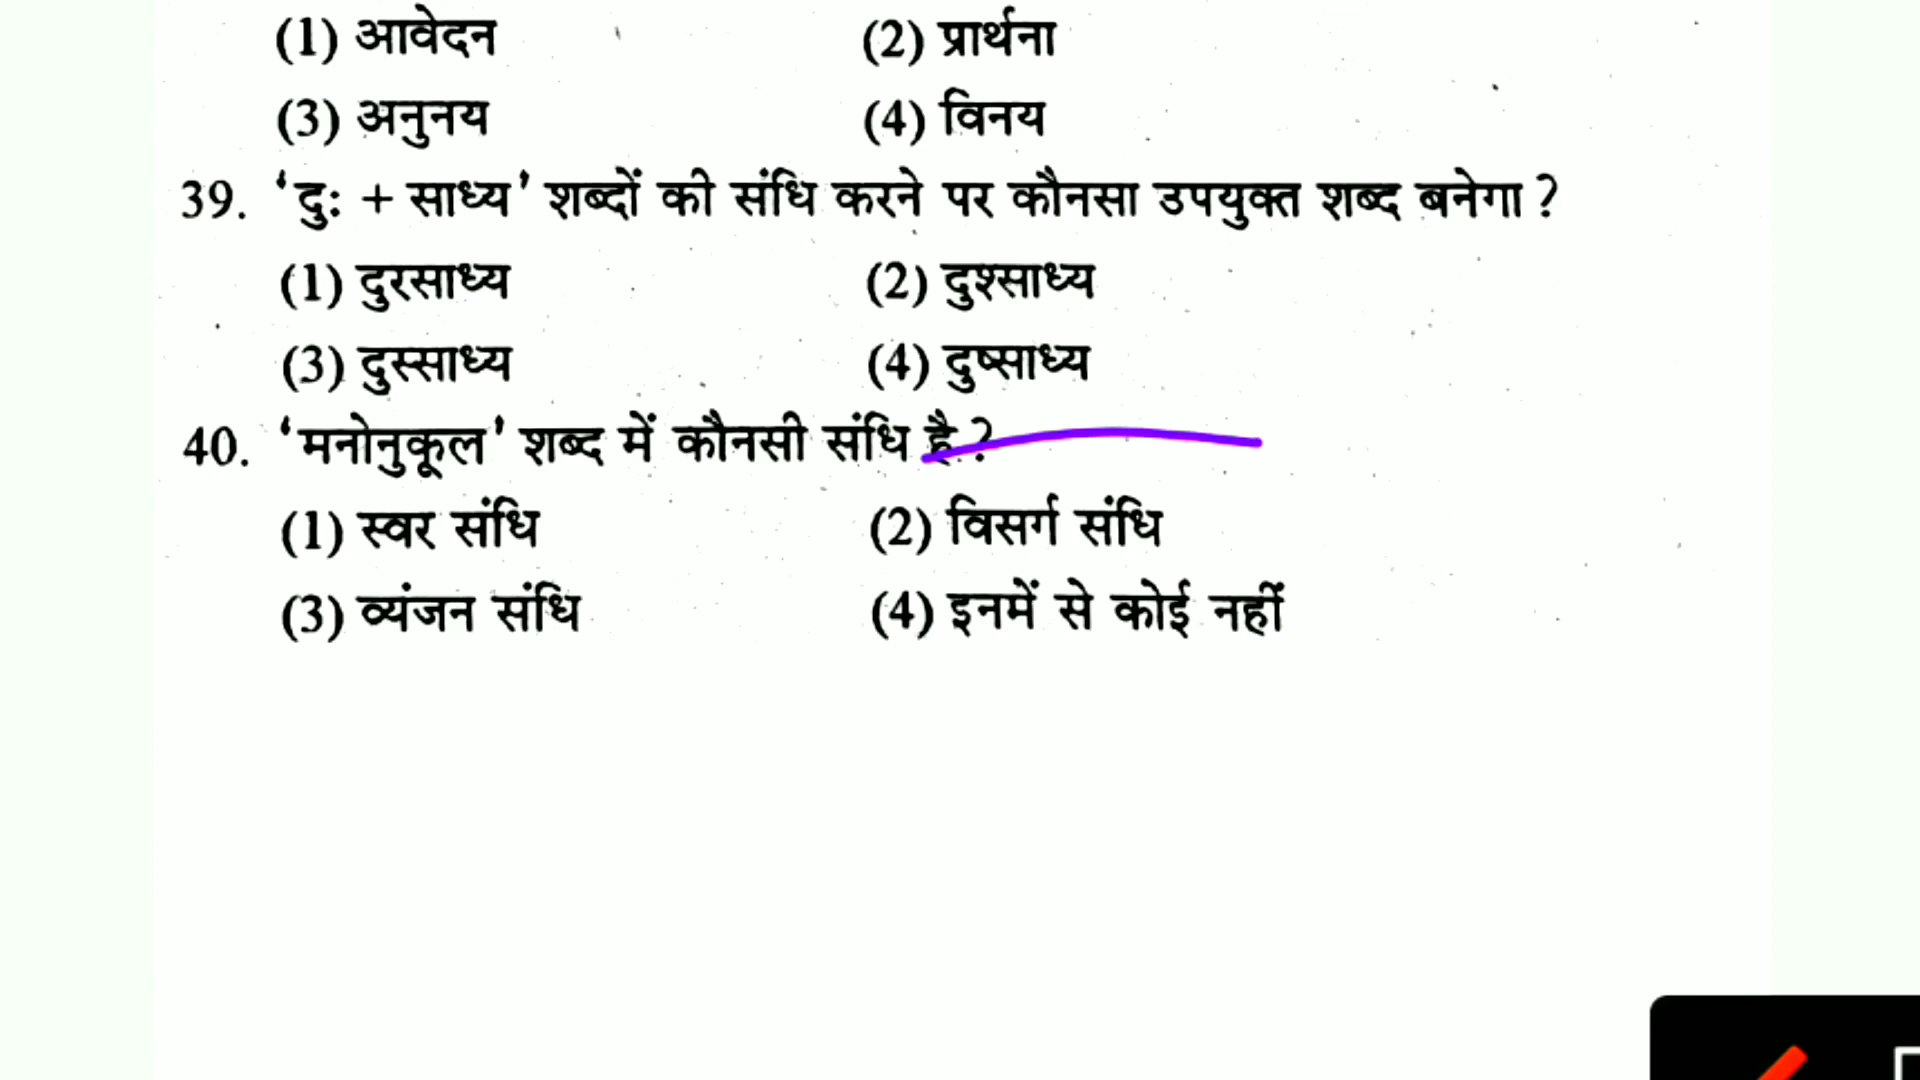 (1) आवेदन (2) प्रार्थना
(3) अनुनय (4) विनय
39. ‘दुः + साध्य’ शब्दों की संधि करने पर कौनसा उपयुक्त शब्द बनेगा ?
(1) दुरसाध्य (2) दुश्साध्य
(3) दुस्साध्य (4) दुष्साध्य
40. ‘मनोनुकूल’ शब्द में कौनसी संधि है ?
(1) स्वर संधि (2) विसर्ग संधि
(3) व्यंजन संधि (4) इनमें से कोई नहीं